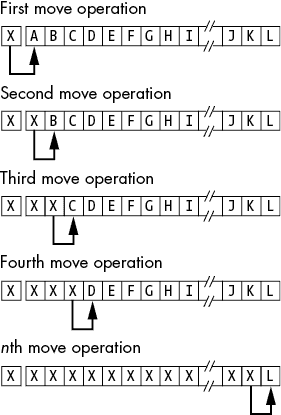 First move operation
X A B C D E F G H I // J K L
Second move operation
X X B C D E F G H I // J K L
Third move operation
X X X C D E F G H I // J K L
Fourth move operation
X X X X D E F G H I // J K L
nth move operation
X X X X X X X X X X // X X L